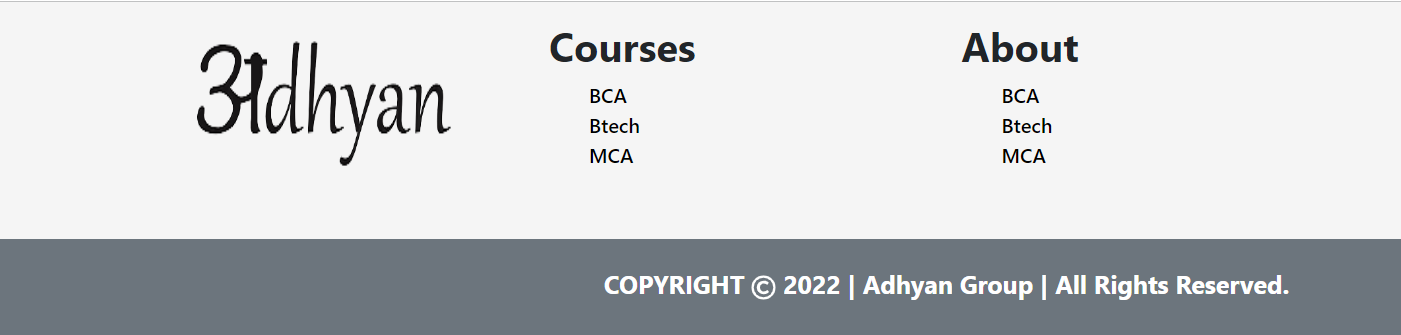 अdhyan
Courses
BCA
Btech
MCA
About
BCA
Btech
MCA
COPYRIGHT © 2022 | Adhyan Group | All Rights Reserved.